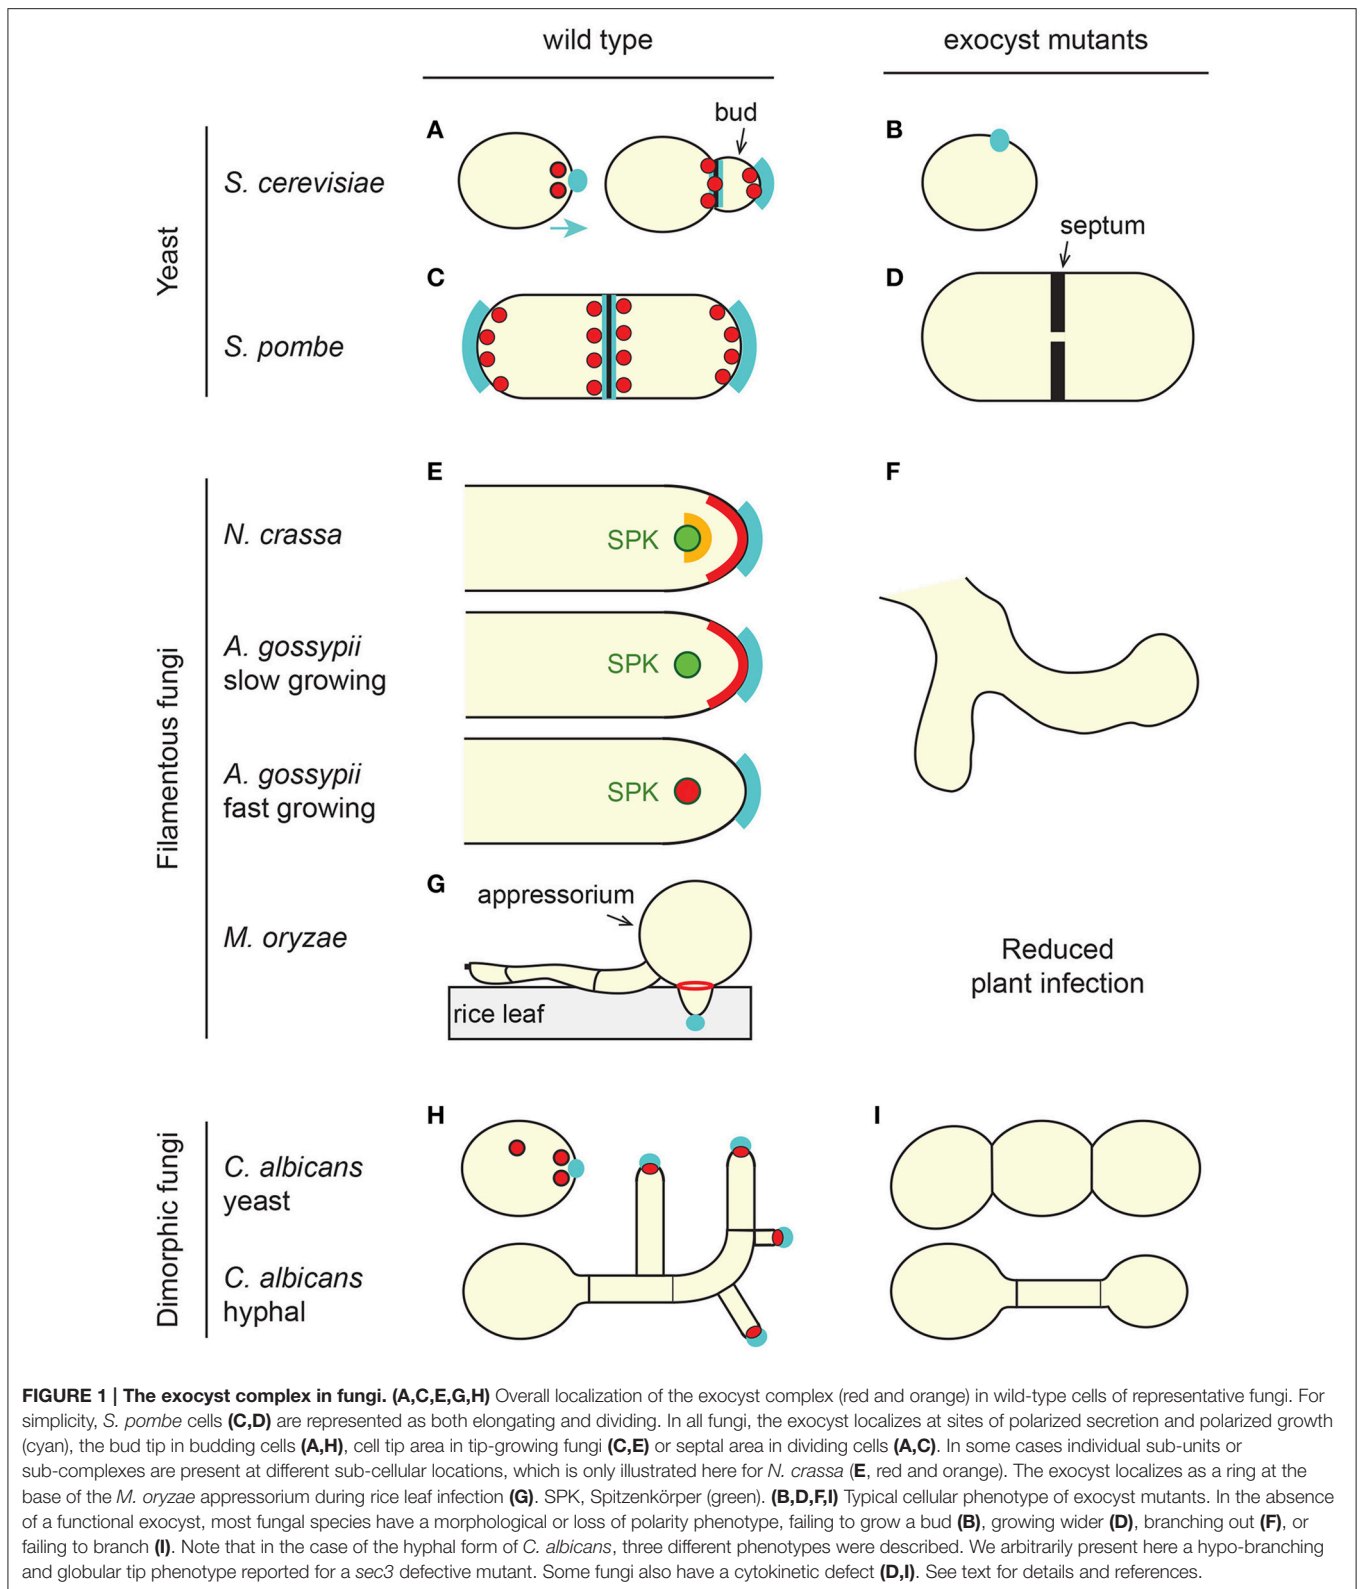 wild type
exocyst mutants
Yeast
S. cerevisiae
A
bud
B
septum
S. pombe
C
D
Filamentous fungi
E
F
N. crassa
SPK
A. gossypii
slow growing
SPK
A. gossypii
fast growing
SPK
G
appressorium
M. oryzae
rice leaf
Reduced
plant infection
Dimorphic fungi
H
I
C. albicans
yeast
C. albicans
hyphal
FIGURE 1 | The exocyst complex in fungi. (A,C,E,G,H) Overall localization of the exocyst complex (red and orange) in wild-type cells of representative fungi. For
simplicity, S. pombe cells (C,D) are represented as both elongating and dividing. In all fungi, the exocyst localizes at sites of polarized secretion and polarized growth
(cyan), the bud tip in budding cells (A,H), cell tip area in tip-growing fungi (C,E) or septal area in dividing cells (A,C). In some cases individual sub-units or
sub-complexes are present at different sub-cellular locations, which is only illustrated here for N. crassa (E, red and orange). The exocyst localizes as a ring at the
base of the M. oryzae appressorium during rice leaf infection (G). SPK, Spitzenkörper (green). (B,D,F,I) Typical cellular phenotype of exocyst mutants. In the absence
of a functional exocyst, most fungal species have a morphological or loss of polarity phenotype, failing to grow a bud (B), growing wider (D), branching out (F), or
failing to branch (I). Note that in the case of the hyphal form of C. albicans, three different phenotypes were described. We arbitrarily present here a hypo-branching
and globular tip phenotype reported for a sec3 defective mutant. Some fungi also have a cytokinetic defect (D,I). See text for details and references.